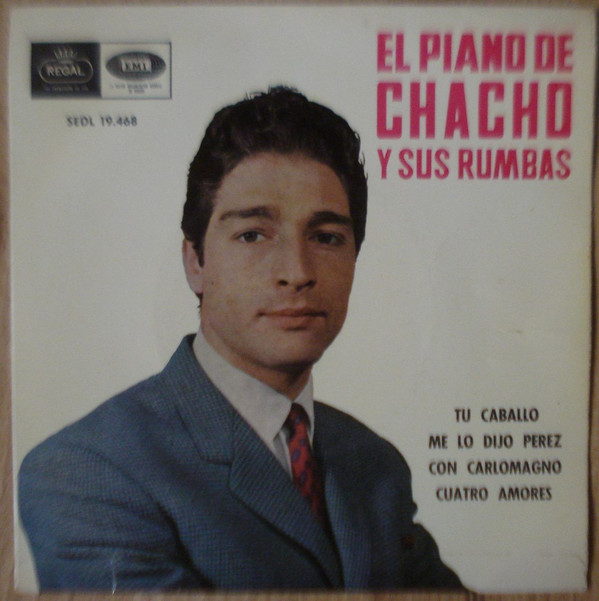 REGAL
EMI
SEDL 19.468
EL PIANO DE
CHACHO
Y SUS RUMBAS
TU CABALLO
ME LO DIJO PEREZ
CON CARLOMAGNO
CUATRO AMORES